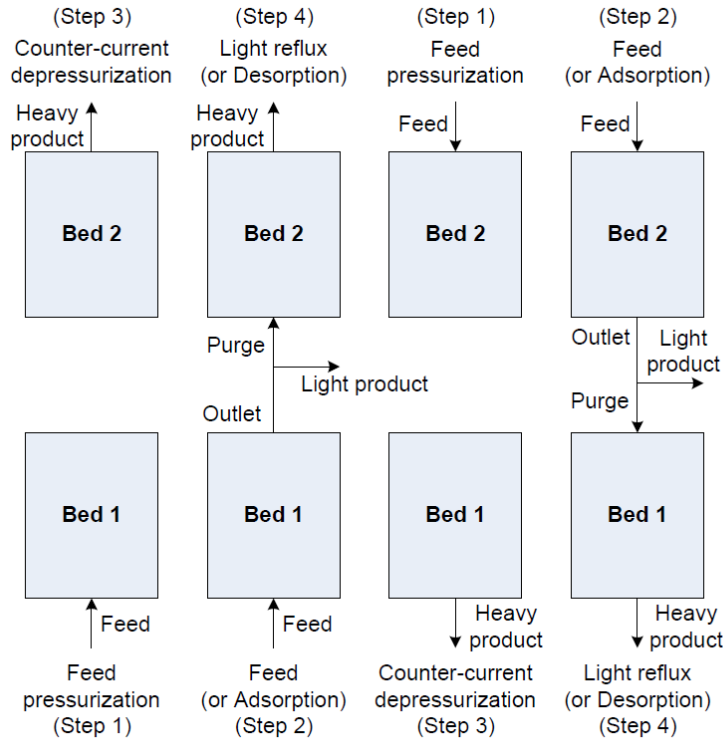 (Step 3)
Counter-current
depressurization
Heavy
product
Bed 2
(Step 4)
Light reflux
(or Desorption)
Heavy
product
Bed 2
Purge
Light product
Outlet
(Step 1)
Feed
pressurization
Feed
Bed 2
(Step 2)
Feed
(or Adsorption)
Feed
Bed 2
Outlet
Light
product
Purge
Bed 1
Feed
Feed
pressurization
(Step 1)
Bed 1
Feed
Feed
(or Adsorption)
(Step 2)
Bed 1
Heavy
product
Counter-current
depressurization
(Step 3)
Bed 1
Heavy
product
Light reflux
(or Desorption)
(Step 4)